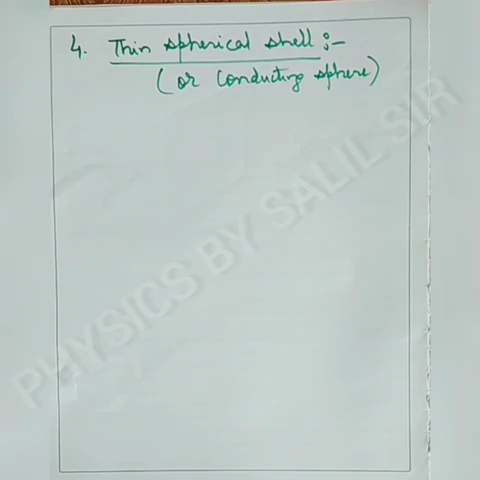 4. Thin spherical shell :-
(or Conducting sphere)
PHYSICS BY SALIL SIR